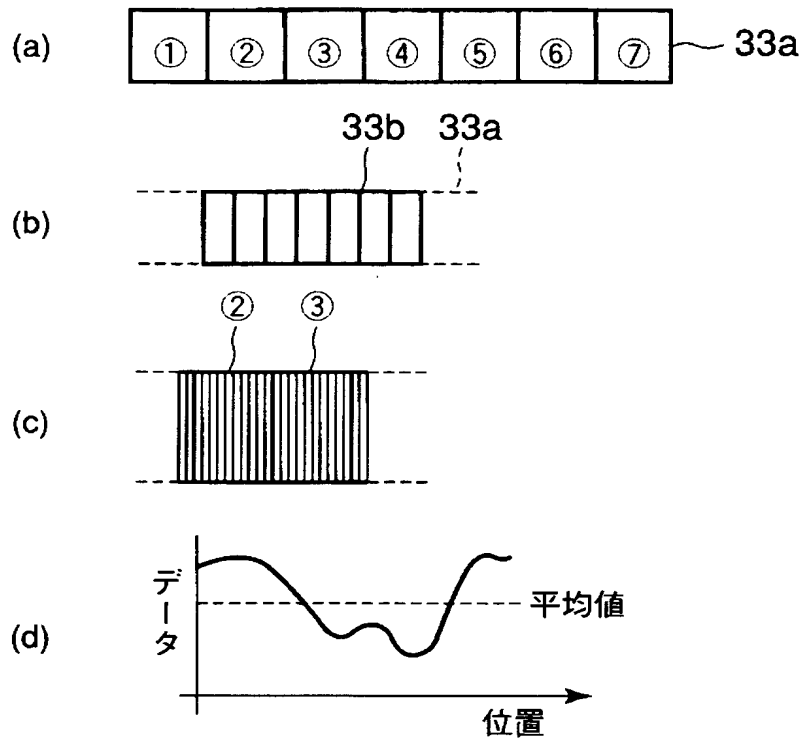 (a) ① ② ③ ④ ⑤ ⑥ ⑦ 33a
33b 33a
(b)
② ③
(c)
(d) データ 平均値
位置